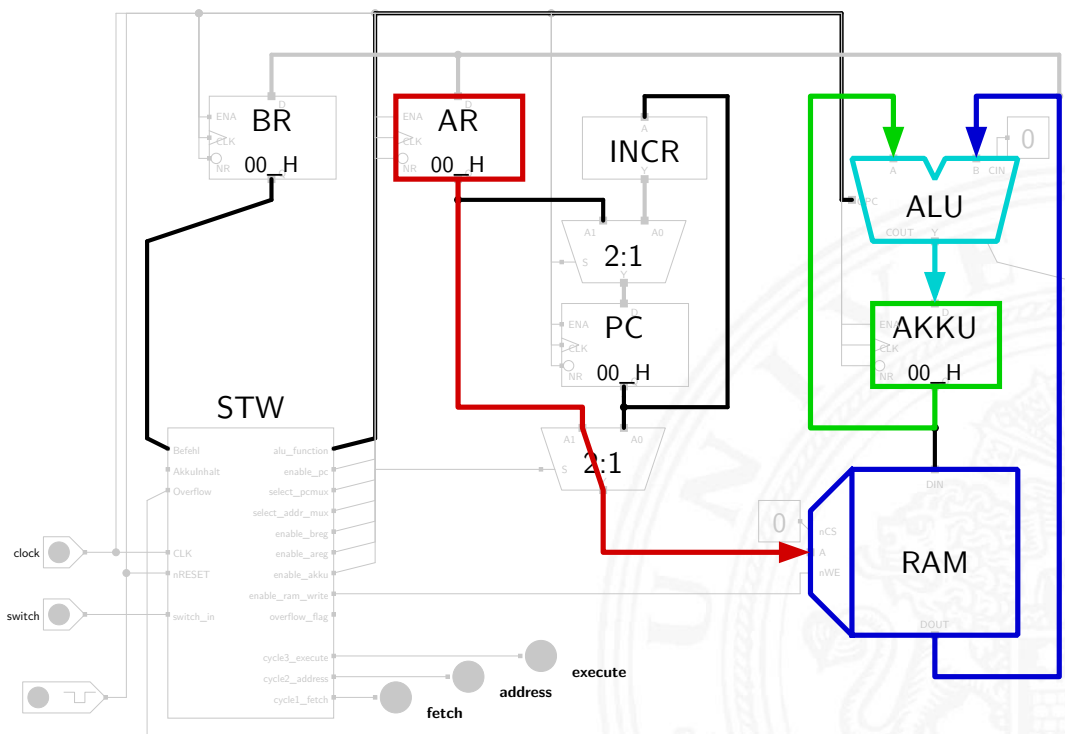 D
BR
ENA
CLK
NR
00_H
D
AR
ENA
CLK
NR
00_H
A
INCR
Y
A1
A0
2:1
S
Y
D
PC
ENA
CLK
NR
00_H
A1
A0
2:1
S
0
A
B
CIN
OPC
ALU
COUT
Y
D
AKKU
ENA
CLK
NR
00_H
DIN
0
nCS
A
nWE
RAM
DOUT
STW
Befehl
AkkuInhalt
Overflow
CLK
nRESET
switch_in
alu_function
enable_pc
select_pcmux
select_addr_mux
enable_breg
enable_areg
enable_akku
enable_ram_write
overflow_flag
cycle3_execute
cycle2_address
cycle1_fetch
clock
switch
execute
address
fetch
UNIVE